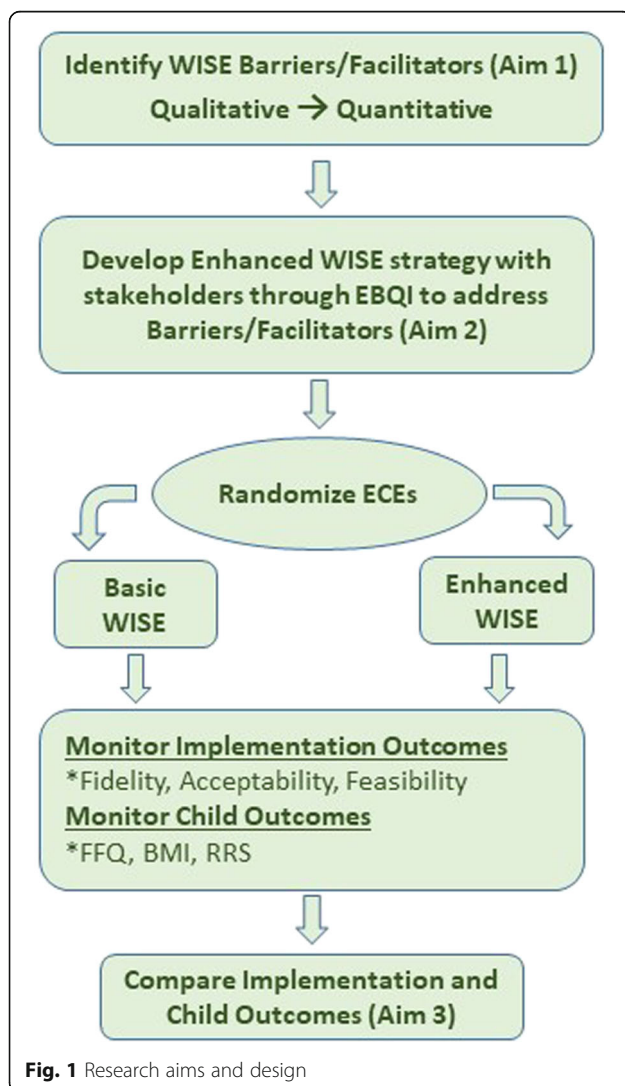 Identify WISE Barriers/Facilitators (Aim 1)
Qualitative → Quantitative
Develop Enhanced WISE strategy with
stakeholders through EBQI to address
Barriers/Facilitators (Aim 2)
Randomize ECEs
Basic
WISE
Enhanced
WISE
Monitor Implementation Outcomes
*Fidelity, Acceptability, Feasibility
Monitor Child Outcomes
*FFQ, BMI, RRS
Compare Implementation and
Child Outcomes (Aim 3)
Fig. 1 Research aims and design